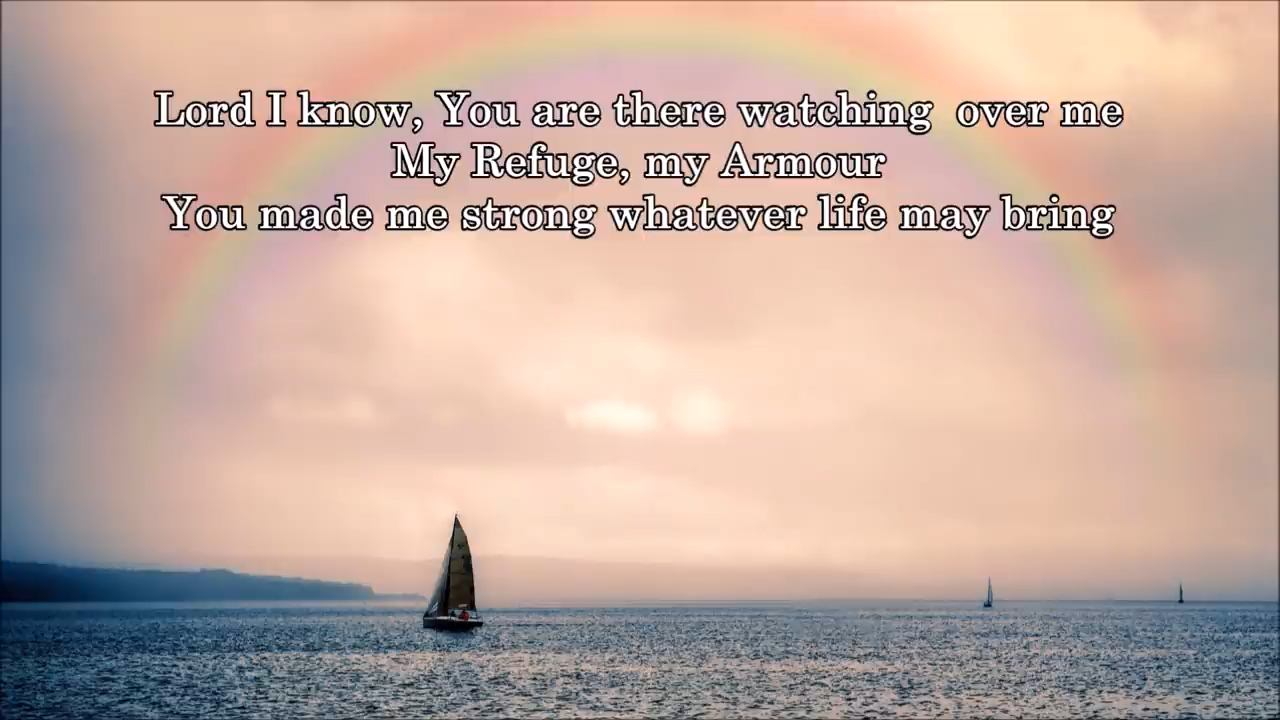 Lord I know, You are there watching  over me
My Refuge, my Armour
You made me strong whatever life may bring